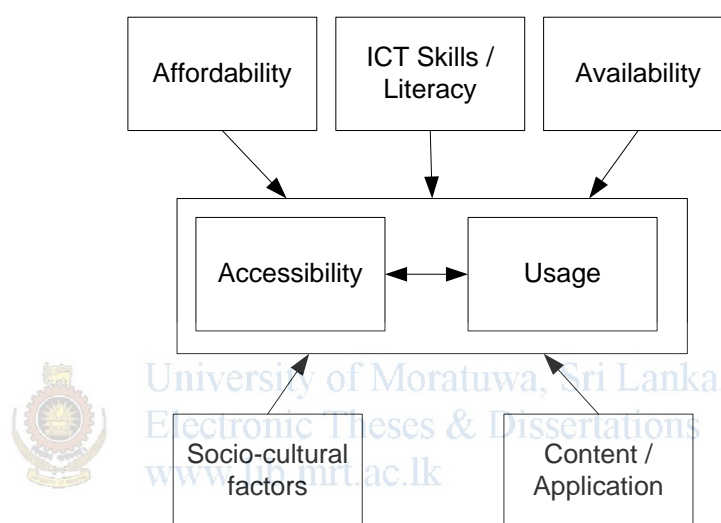 Affordability
ICT Skills /
Literacy
Availability
Accessibility
Usage
University of Moratuwa, Sri Lanka
Electronic Theses & Dissertations
www.lib.mrt.ac.lk
Socio-cultural
factors
Content /
Application